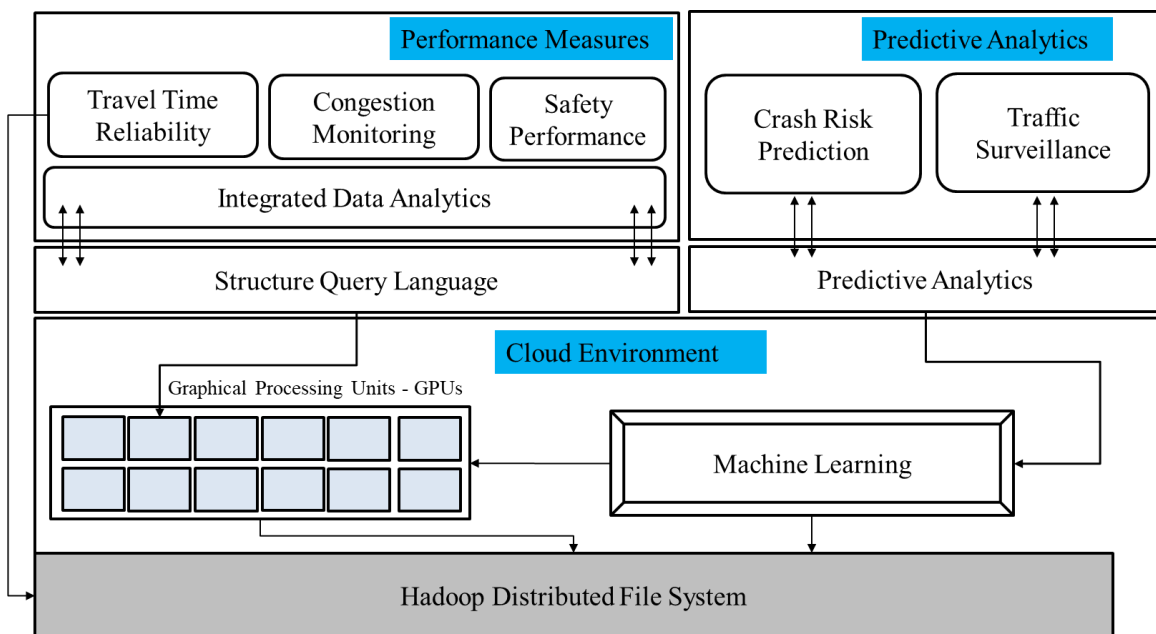 Performance Measures
Predictive Analytics
Travel Time
Reliability
Congestion
Monitoring
Safety
Performance
Crash Risk
Prediction
Traffic
Surveillance
Integrated Data Analytics
Structure Query Language
Predictive Analytics
Cloud Environment
Graphical Processing Units - GPUs
Machine Learning
Hadoop Distributed File System